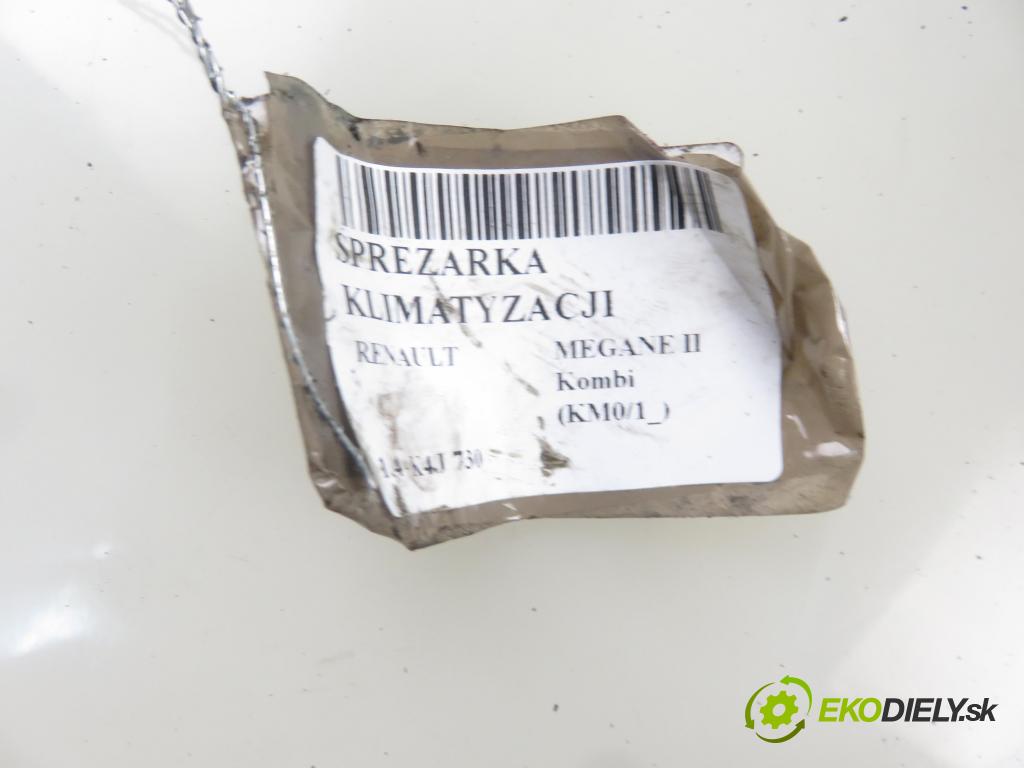 SPREZARKA
KLIMATYZACJI
RENAULT MEGANE II
Kombi
(KM0/1_)
1.4 K4J 730
EKODIELY.sk